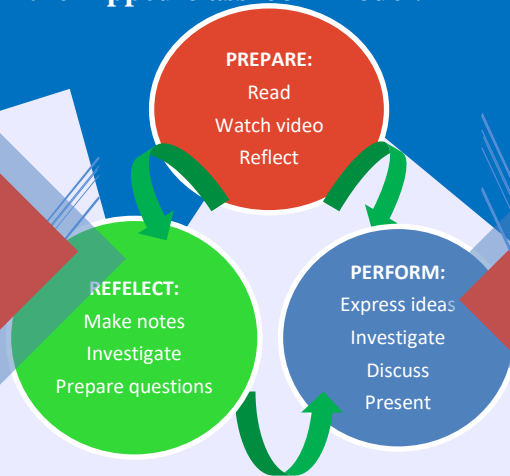 PREPARE:
Read
Watch video
Reflect
REFELECT:
Make notes
Investigate
Prepare questions
PERFORM:
Express ideas
Investigate
Discuss
Present